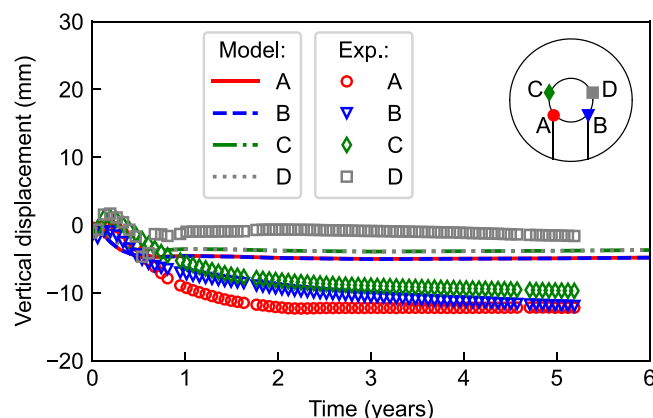 Vertical displacement (mm)
30
20
10
0
−10
−20
Model:
A
B
C
D
Exp.:
A
B
C
D
C
D
A
B
0 1 2 3 4 5 6
Time (years)